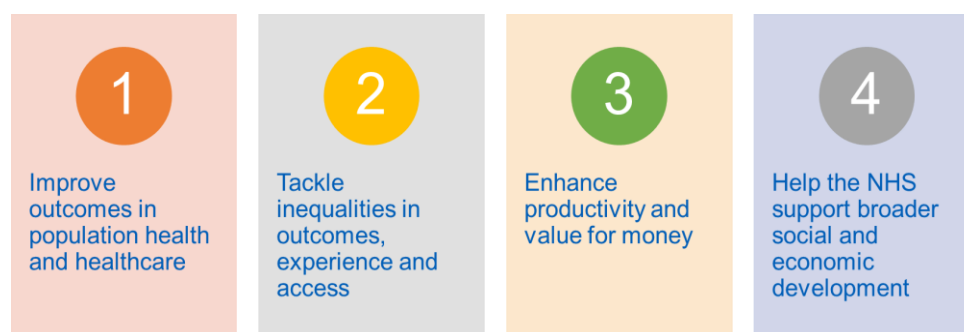 1
Improve
outcomes in
population health
and healthcare
2
Tackle
inequalities in
outcomes,
experience and
access
3
Enhance
productivity and
value for money
4
Help the NHS
support broader
social and
economic
development